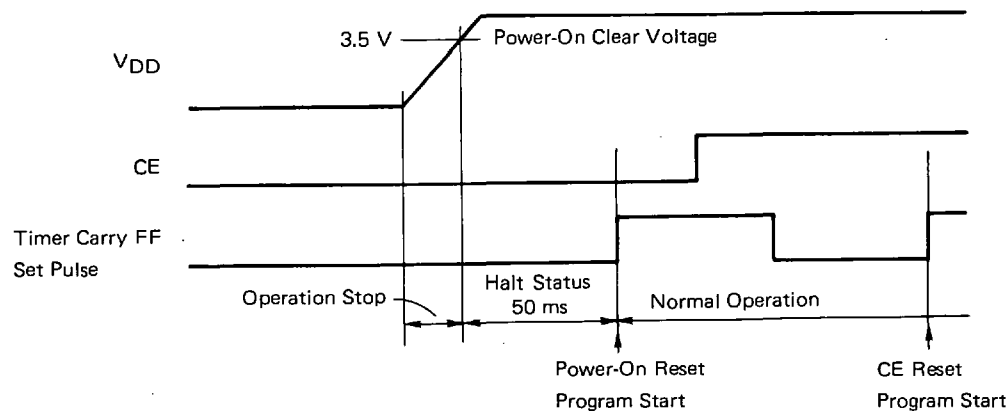 3.5 V
Power-On Clear Voltage
VDD
CE
Timer Carry FF
Set Pulse
Operation Stop
Halt Status
50 ms
Normal Operation
Power-On Reset
Program Start
CE Reset
Program Start